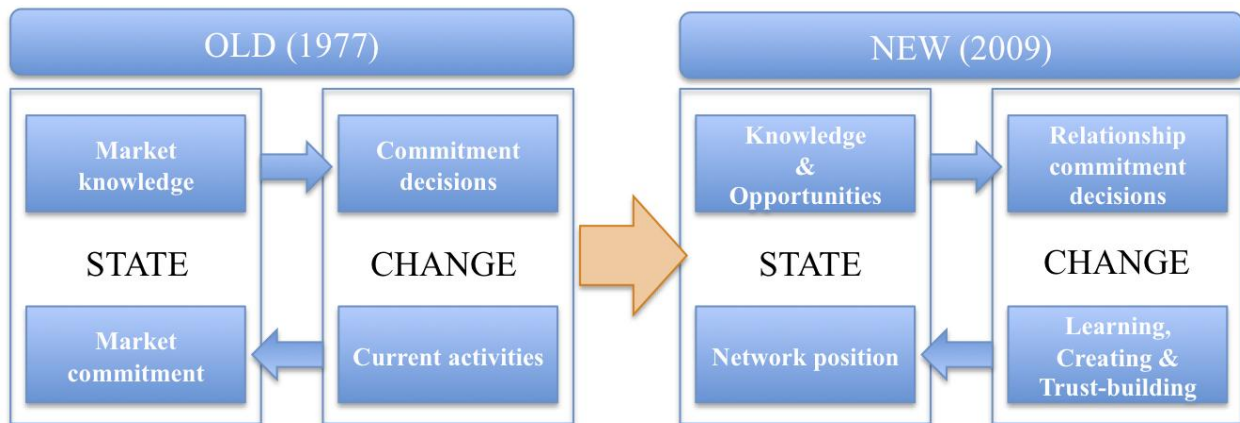 OLD (1977)
Market
knowledge
Commitment
decisions
STATE
CHANGE
Market
commitment
Current activities
NEW (2009)
Knowledge
&
Opportunities
Relationship
commitment
decisions
STATE
CHANGE
Network position
Learning,
Creating &
Trust-building